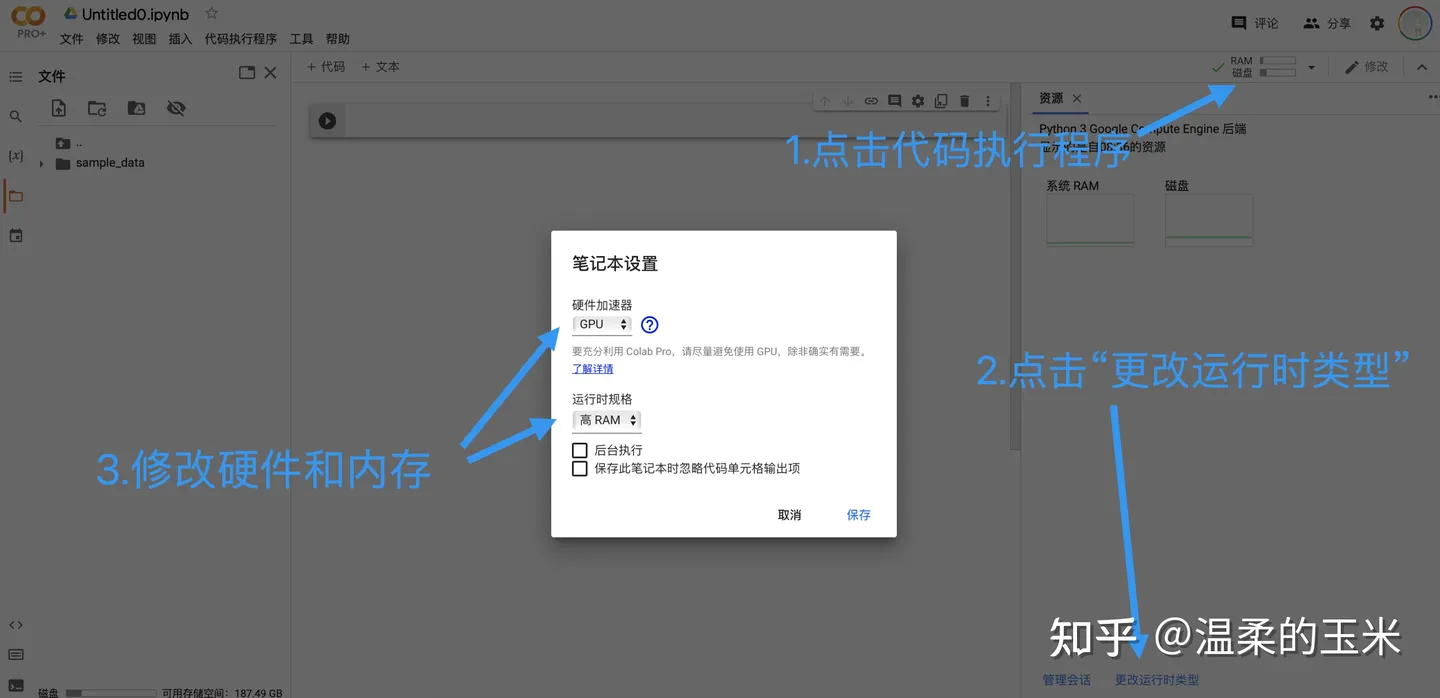 Untitled0.ipynb
PRO+
文件 修改 视图 插入 代码执行程序 工具 帮助
评论 分享
文件
+ 代码 + 文本
RAM
磁盘
修改
资源
Python 3 Google Compute Engine 后端
的资源
1.点击代码执行程序
..
sample_data
系统 RAM 磁盘
笔记本设置
硬件加速器
GPU
要充分利用 Colab Pro，请尽量避免使用 GPU，除非确实有需要。
了解详情
运行时规格
高 RAM
后台执行
保存此笔记本时忽略代码单元格输出项
取消 保存
2.点击“更改运行时类型”
3.修改硬件和内存
知乎 @温柔的玉米
管理会话 更改运行时类型
磁盘 可用存储空间：187.49 GB